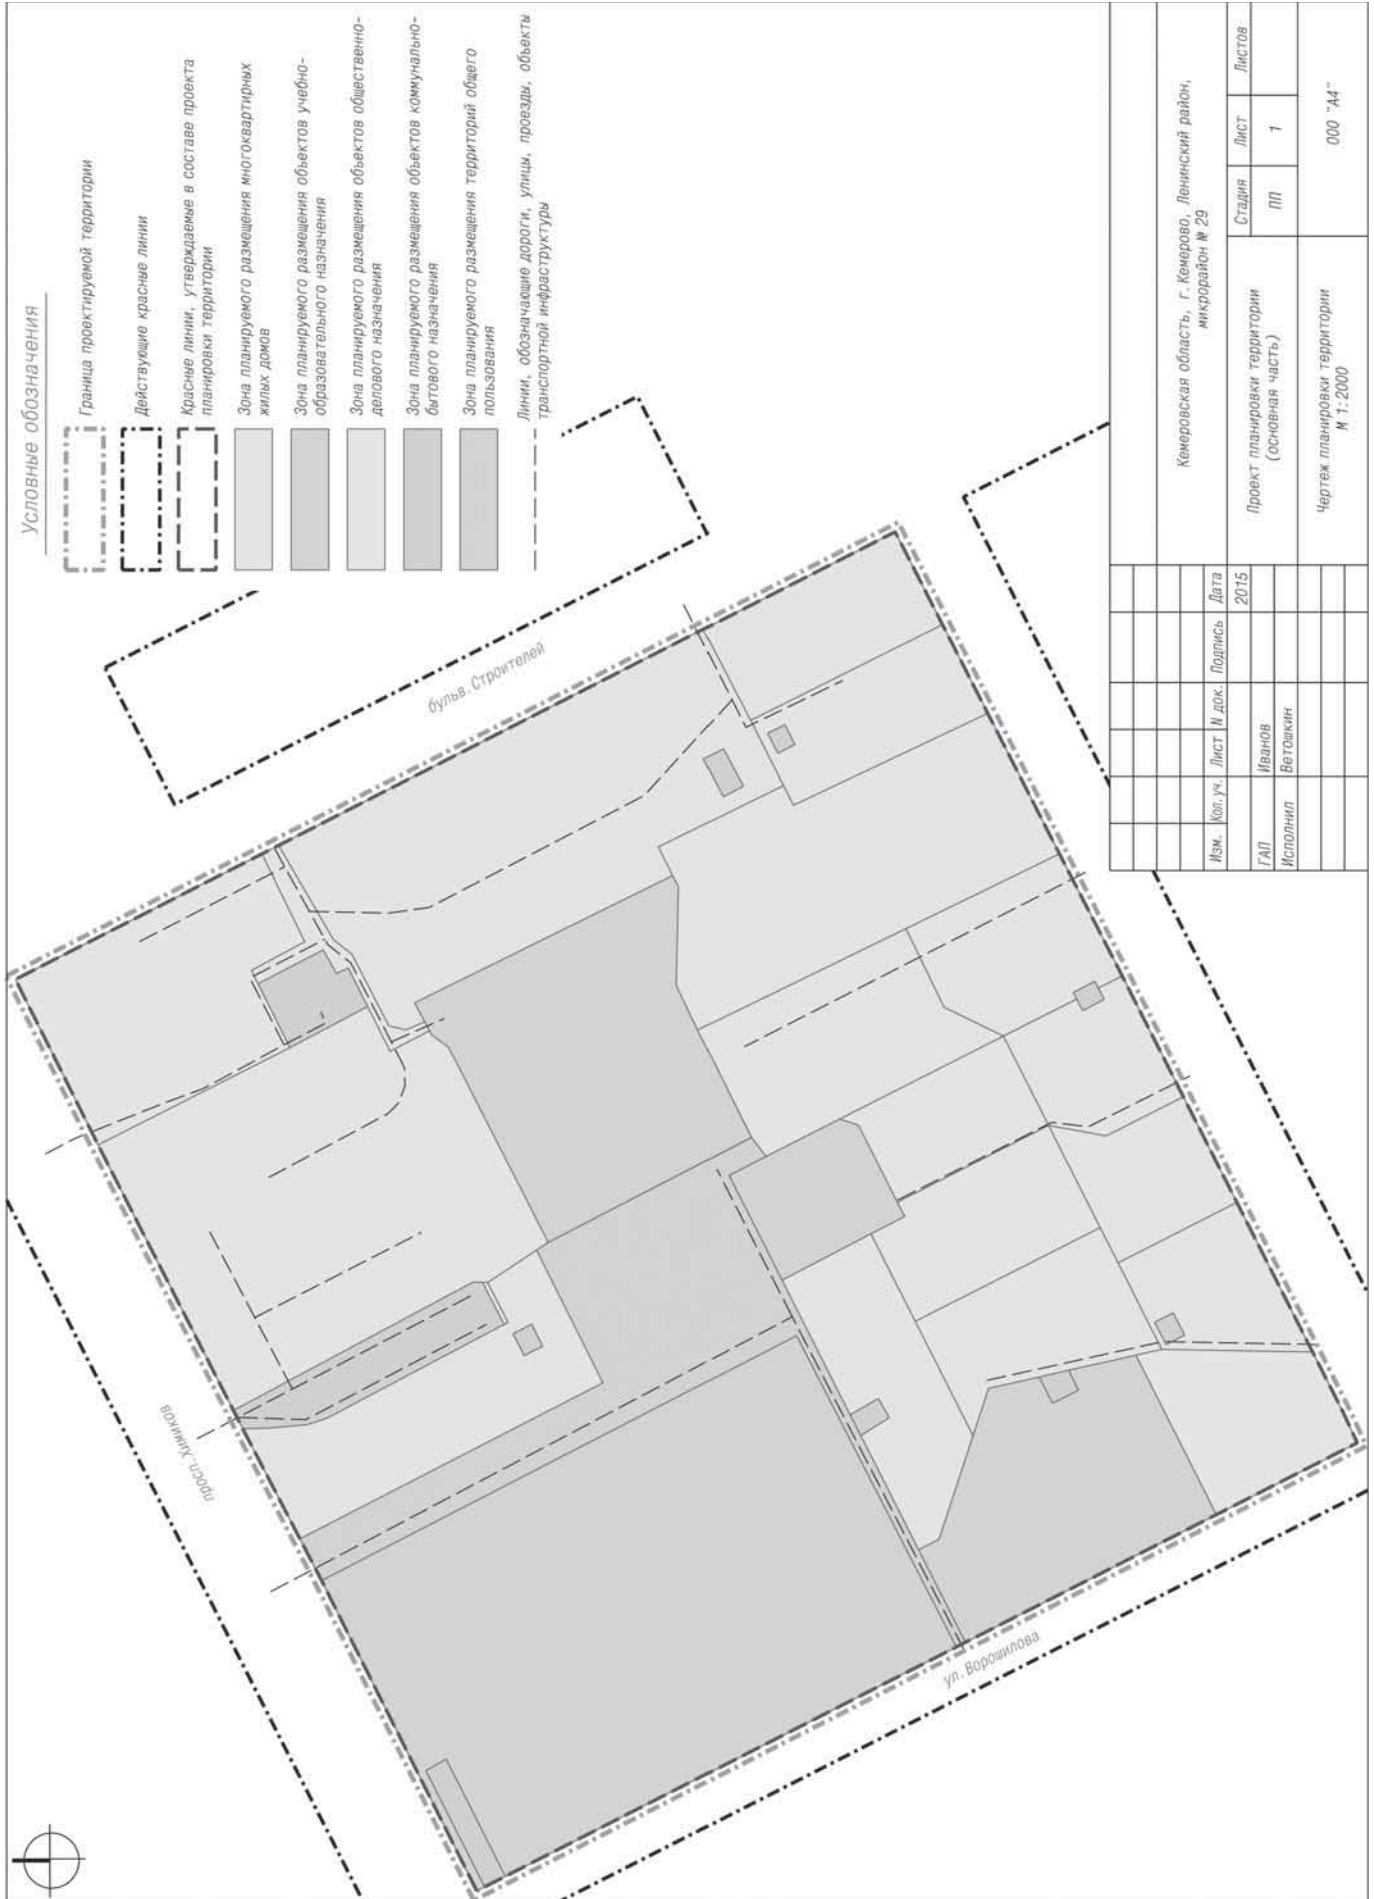 Условные обозначения
Граница проектируемой территории
Действующие красные линии
Красные линии, утверждаемые в составе проекта
планировки территории
Зона планируемого размещения многоквартирных
жилых домов
Зона планируемого размещения объектов учебно-
образовательного назначения
Зона планируемого размещения объектов общественно-
делового назначения
Зона планируемого размещения объектов коммунально-
бытового назначения
Зона планируемого размещения территорий общего
пользования
Линии, обозначающие дороги, улицы, проезды, объекты
транспортной инфраструктуры
бульв. Строителей
просп. Химиков
ул. Ворошилова
Кемеровская область, г. Кемерово, Ленинский район,
микрорайон № 29
Изм. Кол.уч. Лист N док. Подпись Дата
2015
ГАП Иванов
Исполнил Ветошкин
Проект планировки территории
(основная часть)
Стадия Лист Листов
ПП 1
Чертеж планировки территории
М 1:2000
ООО "А4"